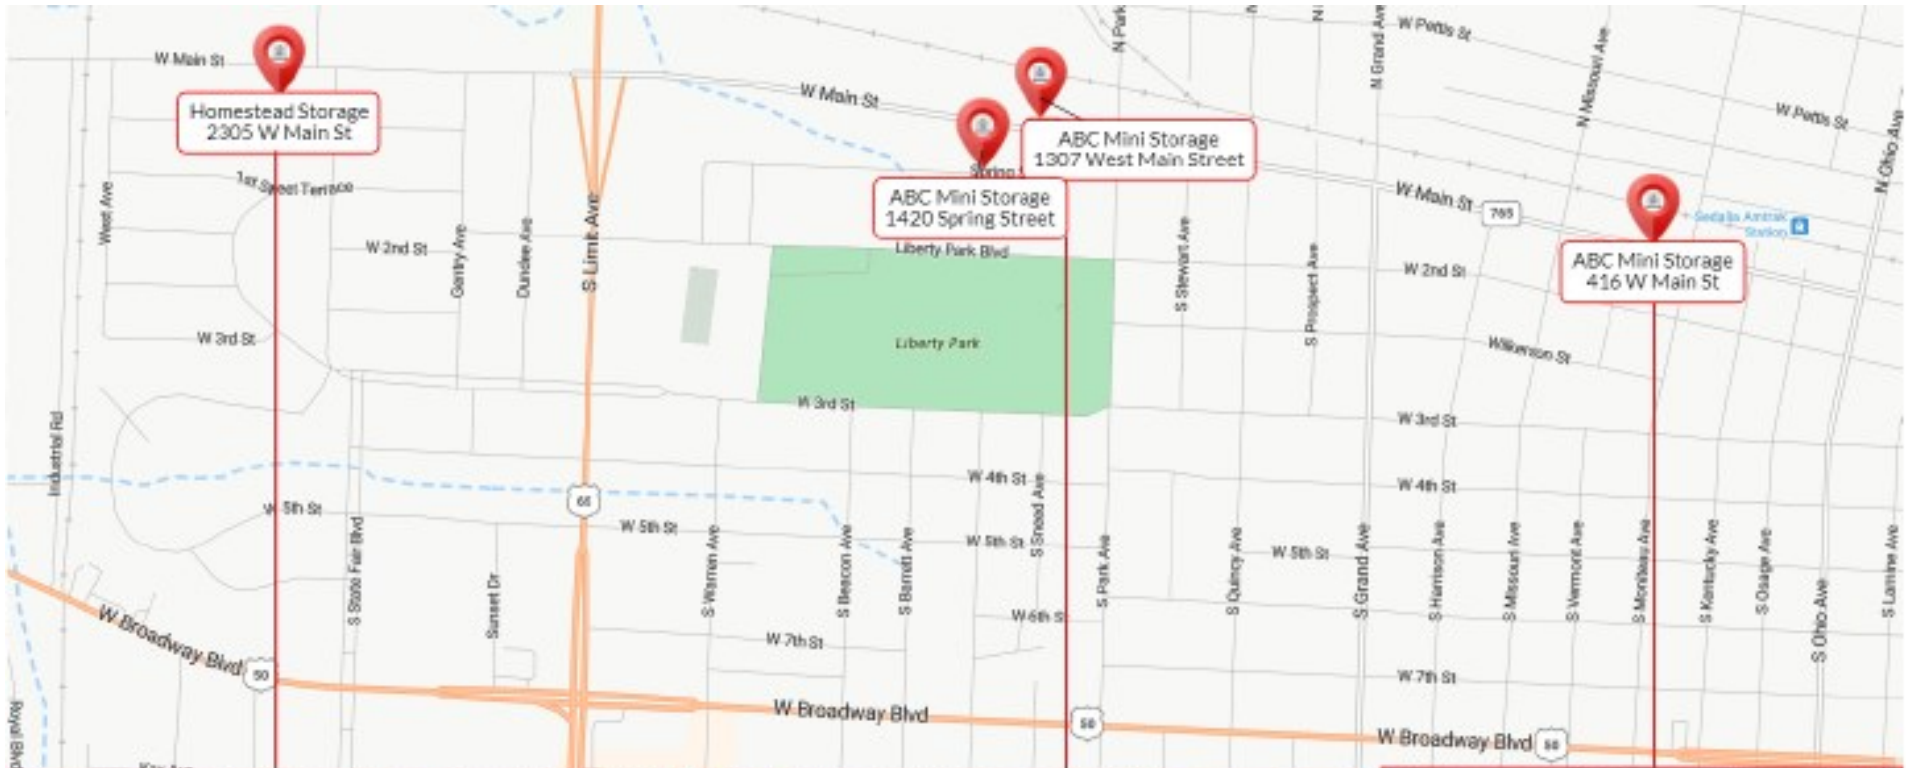 W Pettis St
N Park
N Grand Ave
N Missouri Ave
W Main St
Homestead Storage
2305 W Main St
W Main St
ABC Mini Storage
1307 West Main Street
W Pettis St
N Ohio Ave
Spring
ABC Mini Storage
1420 Spring Street
1st Street Terrace
West Ave
W Main St
765
Sedalia Amtrak
Station
ABC Mini Storage
416 W Main St
W 2nd St
Gentry Ave
Dundee Ave
S Limit Ave
Liberty Park Blvd
S Stewart Ave
S Prospect Ave
W 2nd St
W 3rd St
Liberty Park
Wilkerson St
W 3rd St
W 3rd St
Industrial Rd
W 4th St
W 4th St
W 5th St
65
W 5th St
W 5th St
W 5th St
S State Fair Blvd
Sunset Dr
S Warren Ave
S Beacon Ave
S Barrett Ave
S Snead Ave
S Park Ave
S Quincy Ave
S Grand Ave
S Harrison Ave
S Missouri Ave
S Vermont Ave
S Moniteau Ave
S Kentucky Ave
S Osage Ave
S Ohio Ave
S Lamine Ave
W 6th St
W 7th St
W 7th St
W Broadway Blvd
50
W Broadway Blvd
50
W Broadway Blvd
50
Royal Blvd